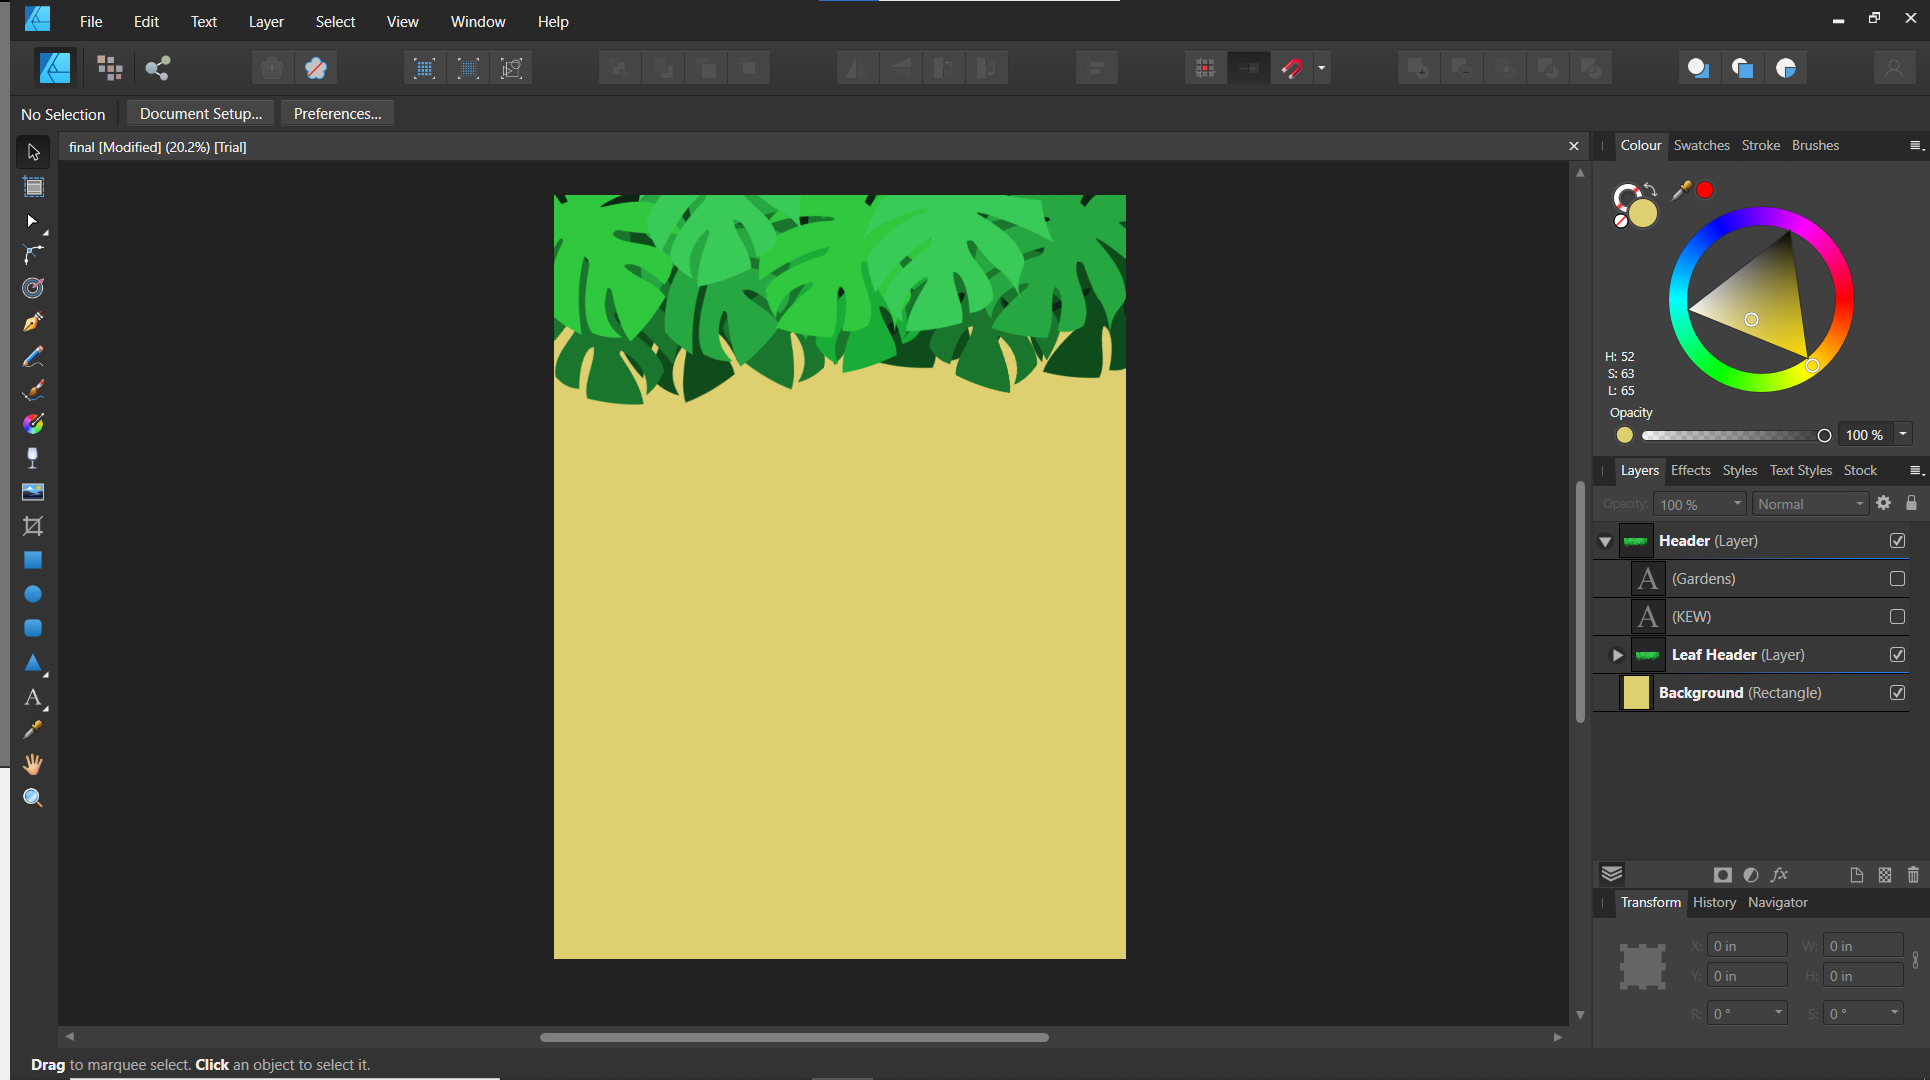 File Edit Text Layer Select View Window Help
No Selection Document Setup... Preferences...
final [Modified] (20.2%) [Trial]
Colour Swatches Stroke Brushes
H: 52
S: 63
L: 65
Opacity
100 %
Layers Effects Styles Text Styles Stock
Opacity: 100 % Normal
Header (Layer)
A (Gardens)
A (KEW)
Leaf Header (Layer)
Background (Rectangle)
fx
Transform History Navigator
X: 0 in W: 0 in
Y: 0 in H: 0 in
R: 0 ° S: 0 °
A
Drag to marquee select. Click an object to select it.